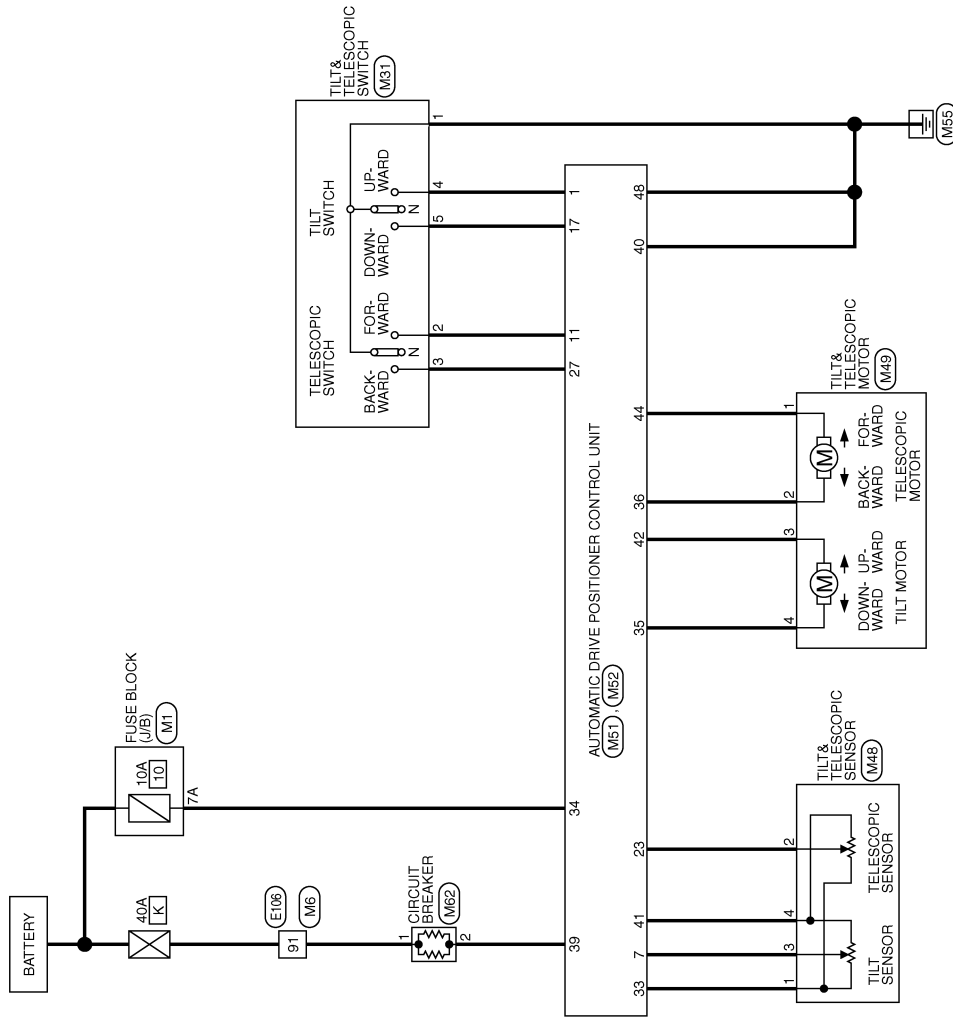 BATTERY
40A
K
E106
M6
91
CIRCUIT
BREAKER
M62
1
2
39
FUSE BLOCK
(J/B)
M1
10A
10
7A
34
TILT&
TELESCOPIC
SWITCH
M31
TELESCOPIC
SWITCH
TILT
SWITCH
BACK-
WARD
N
FOR-
WARD
DOWN-
WARD
N
UP-
WARD
3
2
5
4
1
27
11
17
1
AUTOMATIC DRIVE POSITIONER CONTROL UNIT
M51 , M52
33
7
41
23
35
42
36
44
40
48
TILT&
TELESCOPIC
SENSOR
M48
1
3
4
2
TILT
SENSOR
TELESCOPIC
SENSOR
TILT&
TELESCOPIC
MOTOR
M49
4
3
2
1
M
M
DOWN-
WARD
UP-
WARD
BACK-
WARD
FOR-
WARD
TILT MOTOR
TELESCOPIC
MOTOR
M55